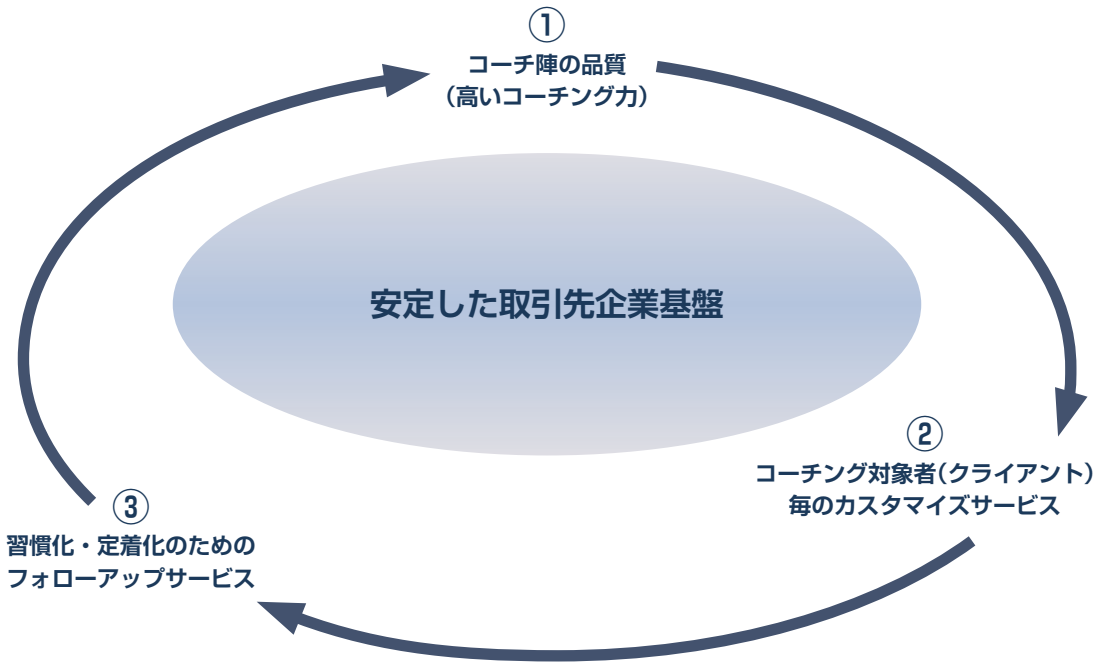 ①
コーチ陣の品質
（高いコーチング力）
安定した取引先企業基盤
②
コーチング対象者（クライアント）
毎のカスタマイズサービス
③
習慣化・定着化のための
フォローアップサービス